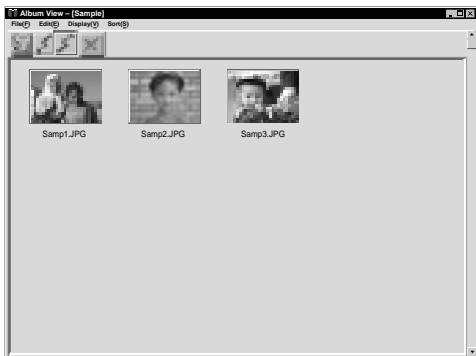 Album View – [Sample]
File(F) Edit(E) Display(V) Sort(S)
Samp1.JPG Samp2.JPG Samp3.JPG